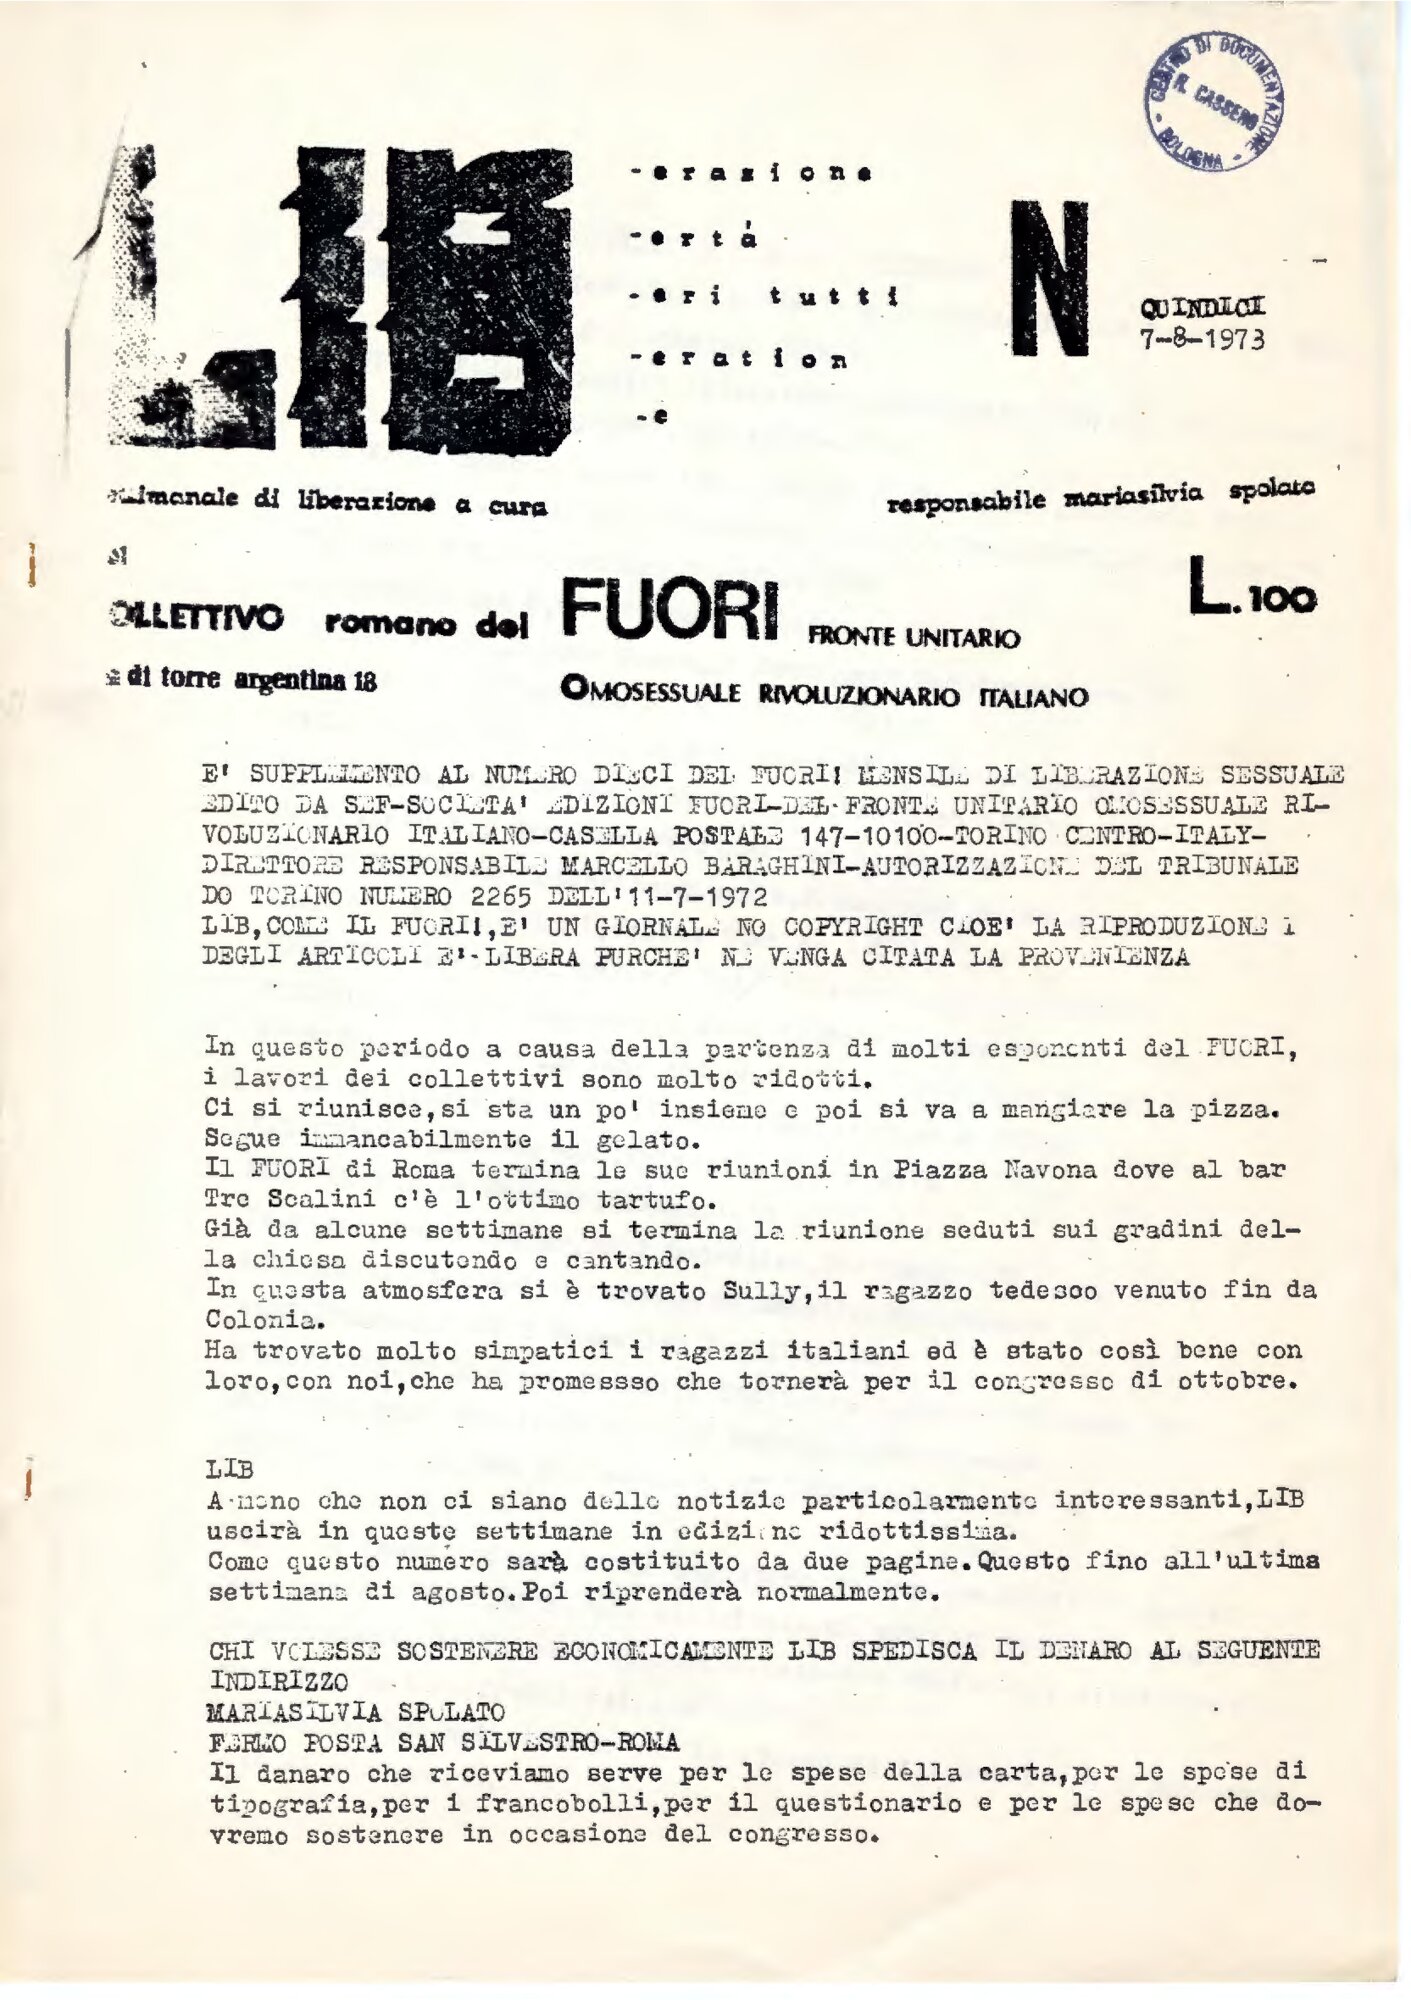 CENTRO DI DOCUMENTAZIONE
IL CASSERO
- BOLOGNA -
LIB
-erazione
-ertà
-eri tutti
-eration
-è
N
QUINDICI
7-8-1973
settimanale di liberazione a cura
responsabile mariasilvia spolato
COLLETTIVO romano del FUORI FRONTE UNITARIO
L.100
di torre argentina 18
OMOSESSUALE RIVOLUZIONARIO ITALIANO
E' SUPPLEMENTO AL NUMERO DIECI DEL FUORI! MENSILE DI LIBERAZIONE SESSUALE
EDITO DA SEF-SOCIETA' EDIZIONI FUORI-DEL FRONTE UNITARIO OMOSESSUALE RI-
VOLUZIONARIO ITALIANO-CASELLA POSTALE 147-10100-TORINO CENTRO-ITALY-
DIRETTORE RESPONSABILE MARCELLO BARAGHINI-AUTORIZZAZIONE DEL TRIBUNALE
DO TORINO NUMERO 2265 DELL'11-7-1972
LIB,COME IL FUORI!,E' UN GIORNALE NO COPYRIGHT CIOE' LA RIPRODUZIONE
DEGLI ARTICOLI E' LIBERA PURCHE' NE VENGA CITATA LA PROVENIENZA
In questo periodo a causa della partenza di molti esponenti del FUORI,
i lavori dei collettivi sono molto ridotti.
Ci si riunisce,si sta un po' insieme e poi si va a mangiare la pizza.
Segue immancabilmente il gelato.
Il FUORI di Roma termina le sue riunioni in Piazza Navona dove al bar
Tre Scalini c'è l'ottimo tartufo.
Già da alcune settimane si termina la riunione seduti sui gradini del-
la chiesa discutendo e cantando.
In questa atmosfera si è trovato Sully,il ragazzo tedesco venuto fin da
Colonia.
Ha trovato molto simpatici i ragazzi italiani ed è stato così bene con
loro,con noi,che ha promessso che tornerà per il congresso di ottobre.
LIB
A meno che non ci siano delle notizie particolarmente interessanti,LIB
uscirà in queste settimane in edizione ridottissima.
Come questo numero sarà costituito da due pagine.Questo fino all'ultima
settimana di agosto.Poi riprenderà normalmente.
CHI VOLESSE SOSTENERE ECONOMICAMENTE LIB SPEDISCA IL DENARO AL SEGUENTE
INDIRIZZO
MARIASILVIA SPOLATO
FERMO POSTA SAN SILVESTRO-ROMA
Il danaro che riceviamo serve per le spese della carta,per le spese di
tipografia,per i francobolli,per il questionario e per le spese che do-
vremo sostenere in occasione del congresso.